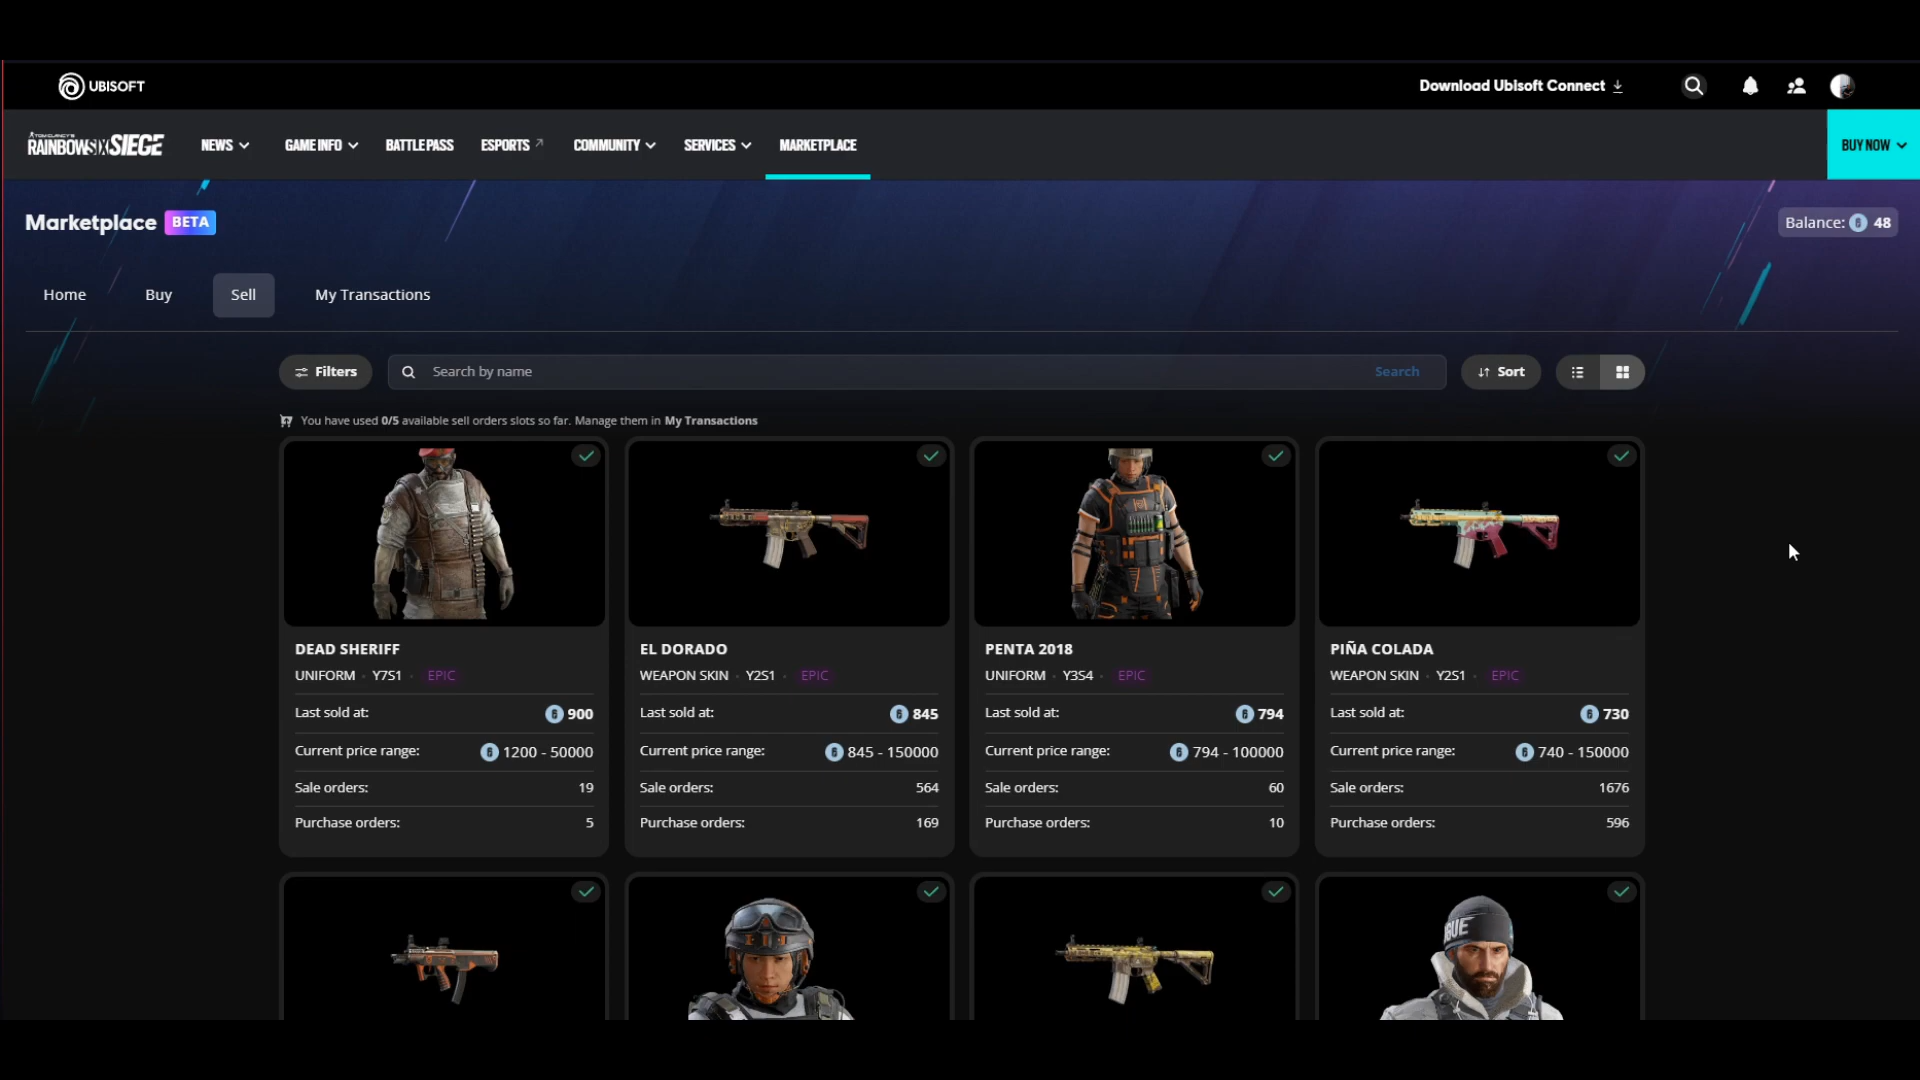 UBISOFT
Download Ubisoft Connect
TOM CLANCY'S
RAINBOWSIX SIEGE
NEWS
GAME INFO
BATTLE PASS
ESPORTS
COMMUNITY
SERVICES
MARKETPLACE
BUY NOW
Marketplace BETA
Balance: 48
Home
Buy
Sell
My Transactions
Filters
Search by name
Search
Sort
You have used 0/5 available sell orders slots so far. Manage them in My Transactions
DEAD SHERIFF
UNIFORM · Y7S1 · EPIC
Last sold at: 900
Current price range: 1200 - 50000
Sale orders: 19
Purchase orders: 5
EL DORADO
WEAPON SKIN · Y2S1 · EPIC
Last sold at: 845
Current price range: 845 - 150000
Sale orders: 564
Purchase orders: 169
PENTA 2018
UNIFORM · Y3S4 · EPIC
Last sold at: 794
Current price range: 794 - 100000
Sale orders: 60
Purchase orders: 10
PIÑA COLADA
WEAPON SKIN · Y2S1 · EPIC
Last sold at: 730
Current price range: 740 - 150000
Sale orders: 1676
Purchase orders: 596